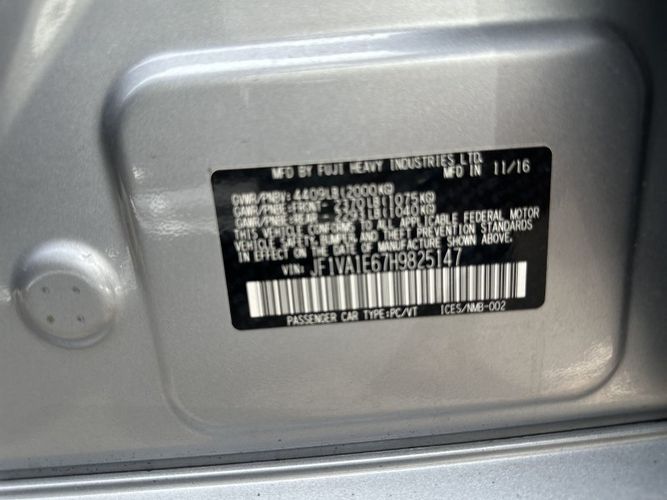 MFD BY FUJI HEAVY INDUSTRIES LTD. MFD IN 11/16
GVWR/PNBV: 4409LB(2000KG)
GAWR/PNBE-FRONT: 2370LB(1075KG)
GAWR/PNBE-REAR: 2293LB(1040KG)
THIS VEHICLE CONFORMS TO ALL APPLICABLE FEDERAL MOTOR
VEHICLE SAFETY, BUMPER, AND THEFT PREVENTION STANDARDS
IN EFFECT ON THE DATE OF MANUFACTURE SHOWN ABOVE.
VIN: JF1VA1E67H9825147
PASSENGER CAR TYPE:PC/VT ICES/NMB-002